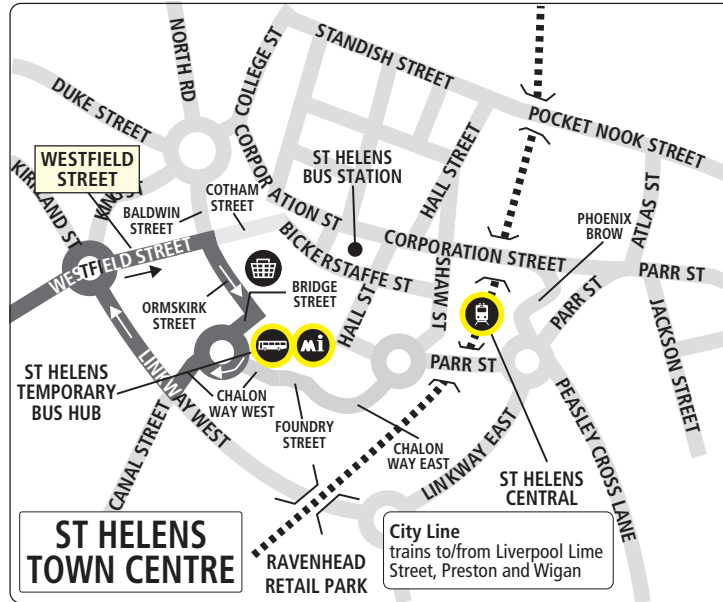 NORTH RD
COLLEGE ST
STANDISH STREET
DUKE STREET
POCKET NOOK STREET
WESTFIELD
STREET
KIRKLAND ST
COTHAM
STREET
BALDWIN
STREET
CORPORATION ST
ST HELENS
BUS STATION
HALL STREET
ATLAS ST
PHOENIX
BROW
WESTFIELD STREET
BICKERSTAFFE ST
CORPORATION STREET
PARR ST
ORMSKIRK
STREET
BRIDGE
STREET
HALL ST
SHAW ST
PARR ST
JACKSON STREET
mi
ST HELENS
TEMPORARY
BUS HUB
LINKWAY WEST
CHALON
WAY WEST
PARR ST
CANAL STREET
FOUNDRY
STREET
CHALON
WAY EAST
LINKWAY EAST
PEASLEY CROSS LANE
ST HELENS
CENTRAL
ST HELENS
TOWN CENTRE
RAVENHEAD
RETAIL PARK
City Line
trains to/from Liverpool Lime
Street, Preston and Wigan